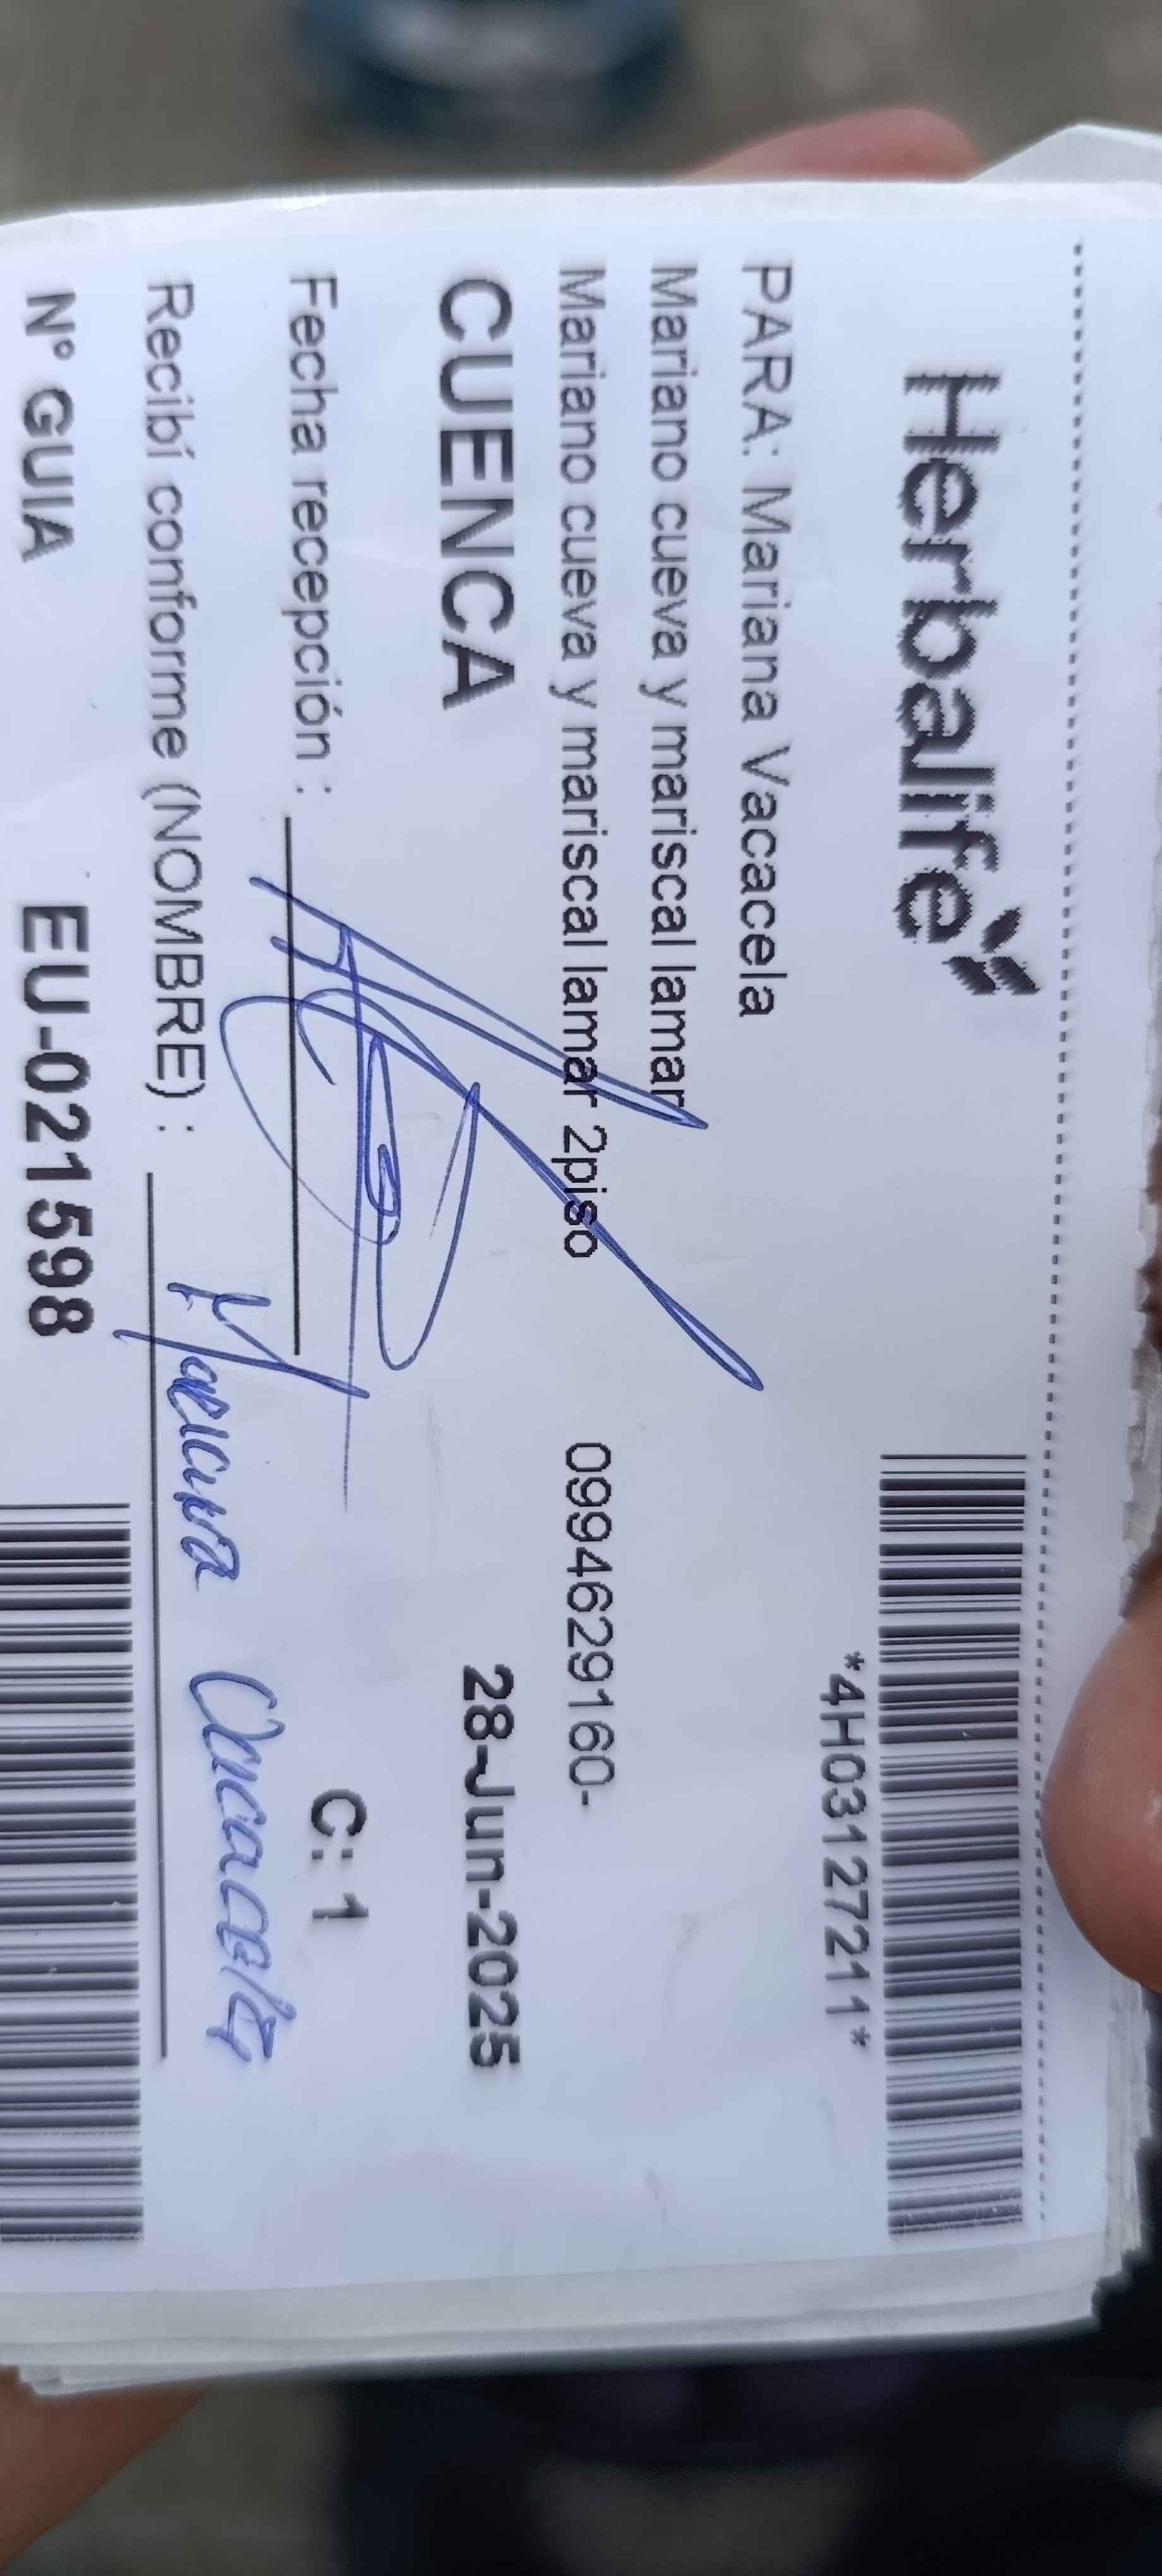 Herbalife
*4H03127211*
PARA: Mariana Vacacela
Mariano cueva y mariscal lamar
Mariano cueva y mariscal lamar 2piso 0994629160-
CUENCA 28-Jun-2025
Fecha recepción :
C: 1
Recibí conforme (NOMBRE) : Mariana Vacacela
N° GUIA EU-021598